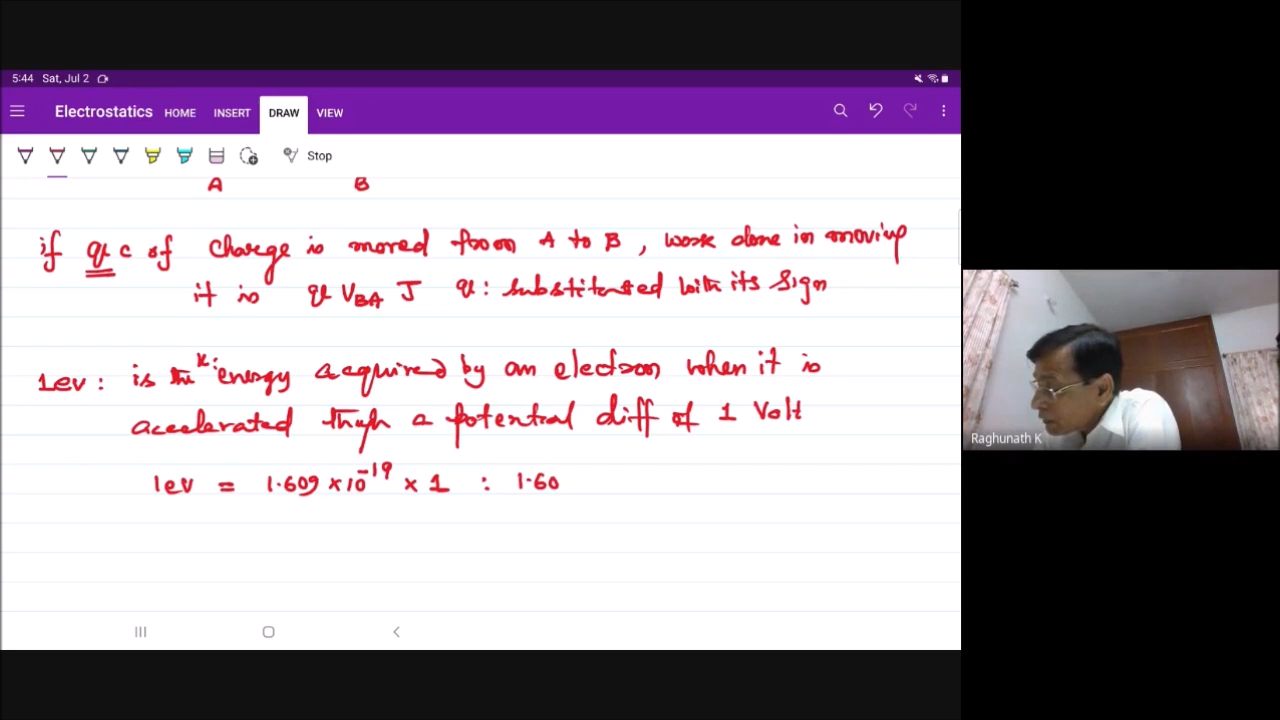 5:44 Sat, Jul 2
Electrostatics HOME INSERT DRAW VIEW
Stop
A B
if q c of charge is moved from A to B, work done in moving
it is q VBA J q: substituted with its sign
1ev: is the K. energy acquired by an electron when it is
accelerated through a potential diff of 1 Volt
1ev = 1.609 × 10⁻¹⁹ × 1 : 1.60
Raghunath K